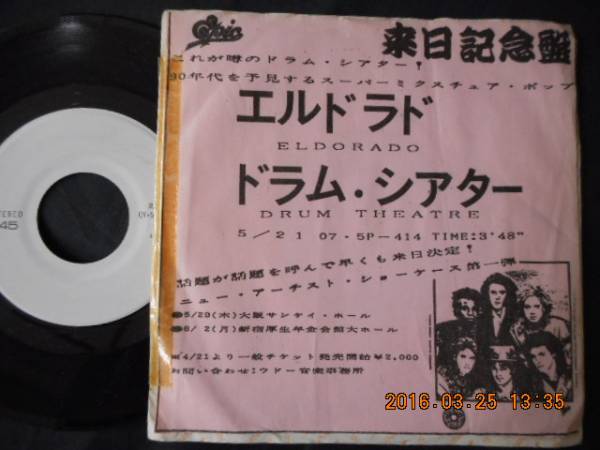 Epic
来日記念盤
これが噂のドラム・シアター!
90年代を予見するスーパーミクスチュア・ポップ
エルドラド
ELDORADO
ドラム・シアター
DRUM THEATRE
5/21 07・5P-414 TIME:3'48"
話題が話題を呼んで早くも来日決定!
ニュー・アーチスト・ショーケース第一弾
●5/29(木)大阪サンケイ・ホール
●6/2(月)新宿厚生年金会館大ホール
4/21より一般チケット発売開始¥2,000
お問い合わせ:ウドー音楽事務所
45
2016.03.25 13:35